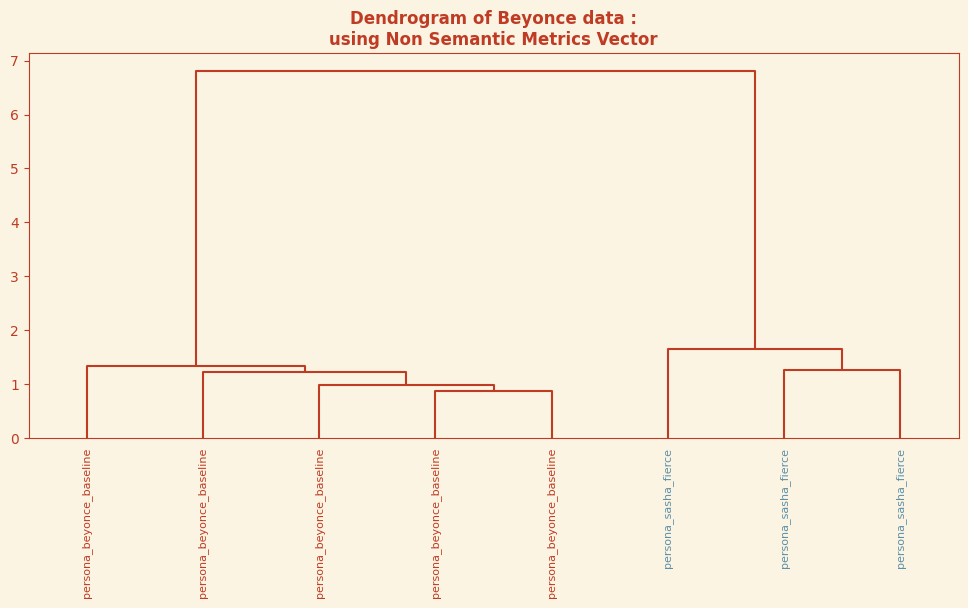 Dendrogram of Beyonce data :
using Non Semantic Metrics Vector
7
6
5
4
3
2
1
0
persona_beyonce_baseline
persona_beyonce_baseline
persona_beyonce_baseline
persona_beyonce_baseline
persona_beyonce_baseline
persona_sasha_fierce
persona_sasha_fierce
persona_sasha_fierce